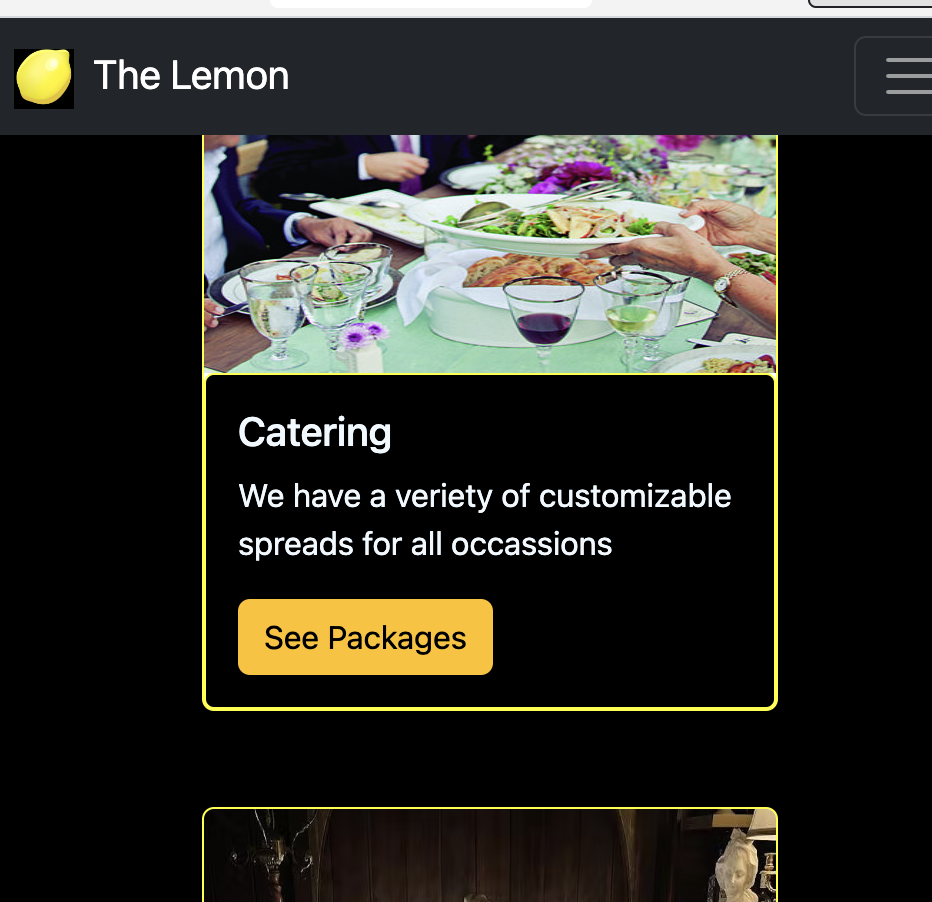 The Lemon
Catering
We have a veriety of customizable
spreads for all occassions
See Packages